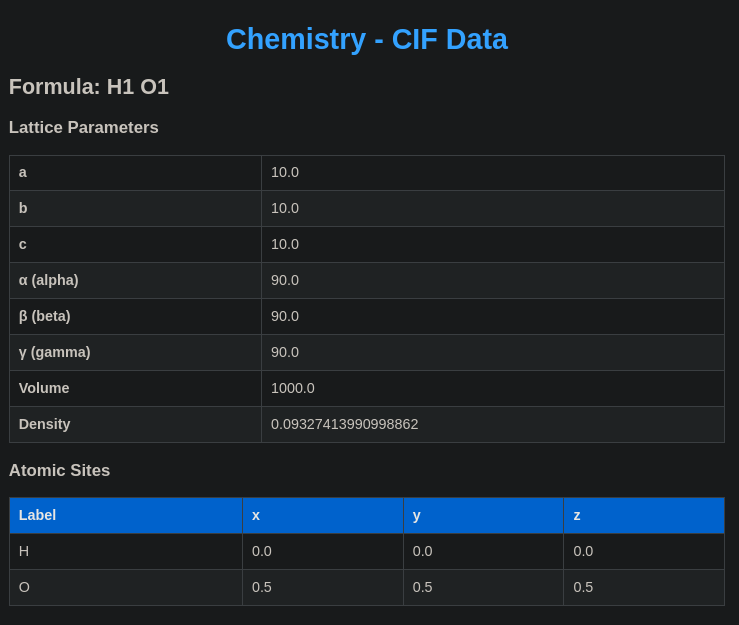 Chemistry - CIF Data
Formula: H1 O1
Lattice Parameters
a 10.0
b 10.0
c 10.0
α (alpha) 90.0
β (beta) 90.0
γ (gamma) 90.0
Volume 1000.0
Density 0.09327413990998862
Atomic Sites
Label x y z
H 0.0 0.0 0.0
O 0.5 0.5 0.5